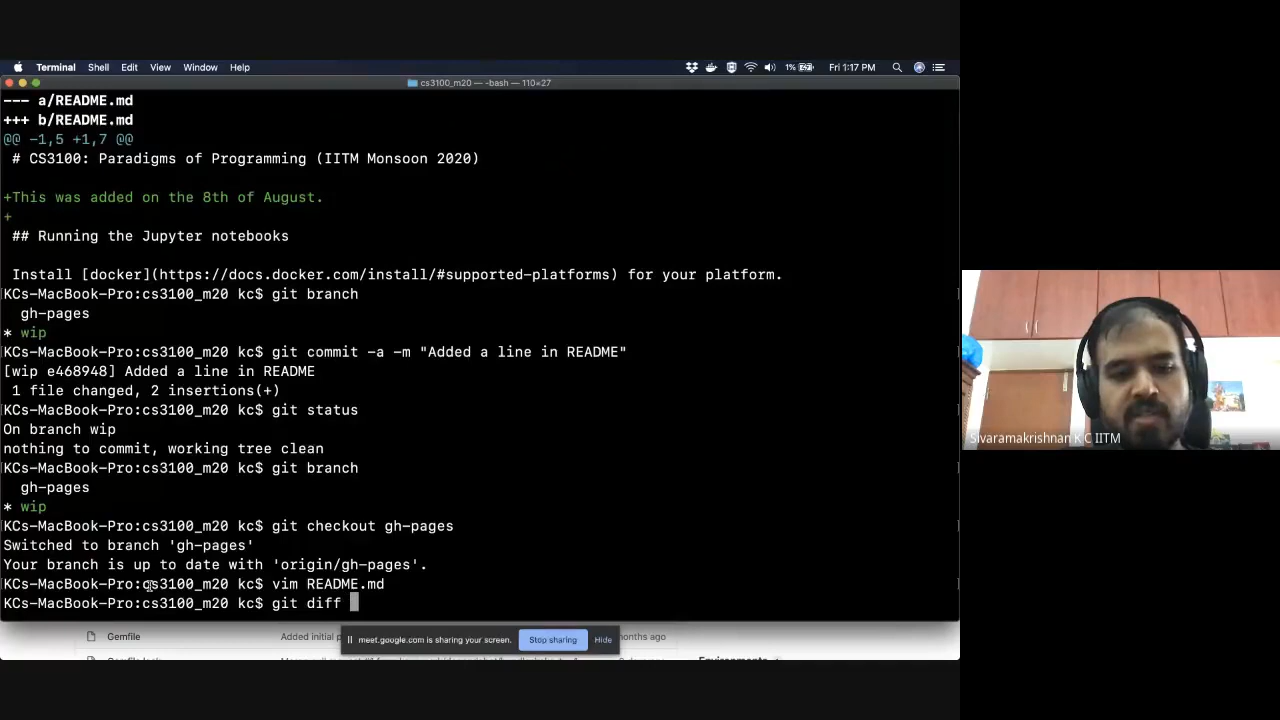 Terminal Shell Edit View Window Help 1% Fri 1:17 PM
cs3100_m20 — -bash — 110×27
--- a/README.md
+++ b/README.md
@@ -1,5 +1,7 @@
# CS3100: Paradigms of Programming (IITM Monsoon 2020)
+This was added on the 8th of August.
+
## Running the Jupyter notebooks
Install [docker](https://docs.docker.com/install/#supported-platforms) for your platform.
KCs-MacBook-Pro:cs3100_m20 kc$ git branch
gh-pages
* wip
KCs-MacBook-Pro:cs3100_m20 kc$ git commit -a -m "Added a line in README"
[wip e468948] Added a line in README
1 file changed, 2 insertions(+)
KCs-MacBook-Pro:cs3100_m20 kc$ git status
On branch wip
nothing to commit, working tree clean
KCs-MacBook-Pro:cs3100_m20 kc$ git branch
gh-pages
* wip
KCs-MacBook-Pro:cs3100_m20 kc$ git checkout gh-pages
Switched to branch 'gh-pages'
Your branch is up to date with 'origin/gh-pages'.
KCs-MacBook-Pro:cs3100_m20 kc$ vim README.md
KCs-MacBook-Pro:cs3100_m20 kc$ git diff
Gemfile Added initial months ago
meet.google.com is sharing your screen. Stop sharing Hide
Sivaramakrishnan K C IITM